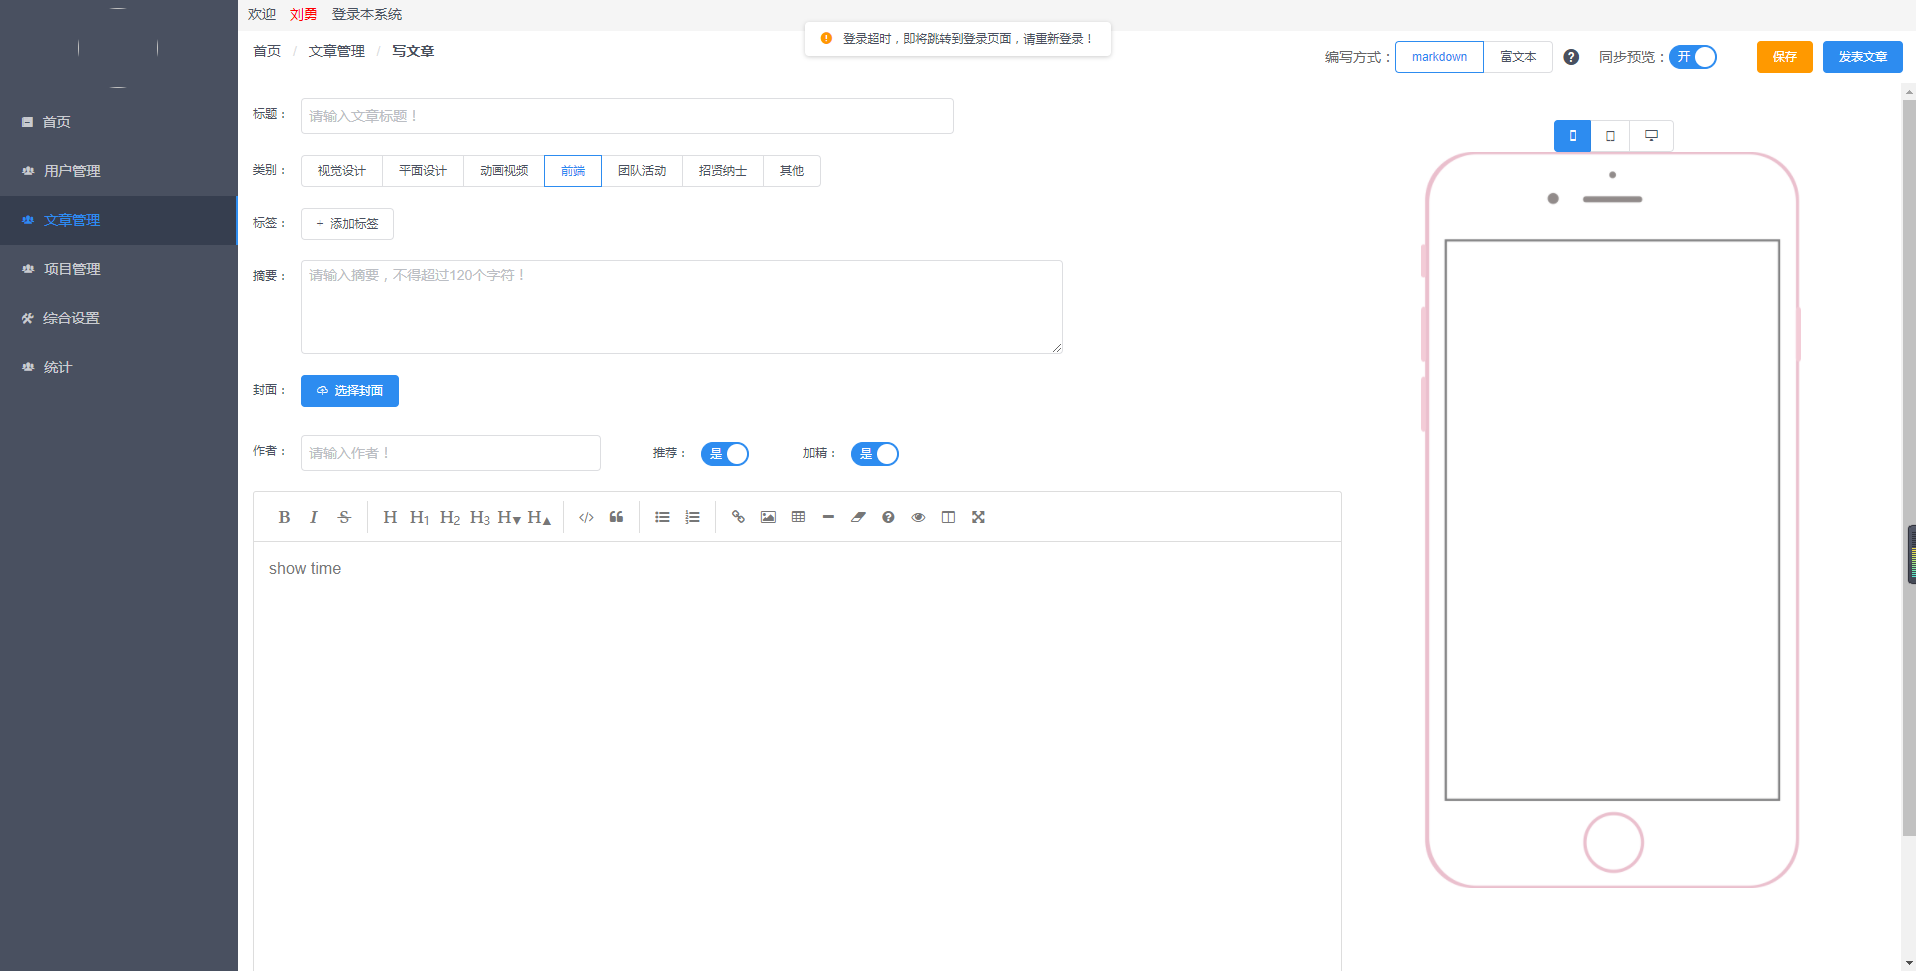 欢迎 刘勇 登录本系统
登录超时，即将跳转到登录页面，请重新登录！
首页 / 文章管理 / 写文章
编写方式： markdown 富文本 同步预览： 开 保存 发表文章
首页
用户管理
文章管理
项目管理
综合设置
统计
标题： 请输入文章标题！
类别： 视觉设计 平面设计 动画视频 前端 团队活动 招贤纳士 其他
标签： + 添加标签
摘要： 请输入摘要，不得超过120个字符！
封面： 选择封面
作者： 请输入作者！ 推荐： 是 加精： 是
B I S H H1 H2 H3 H▼ H▲
show time